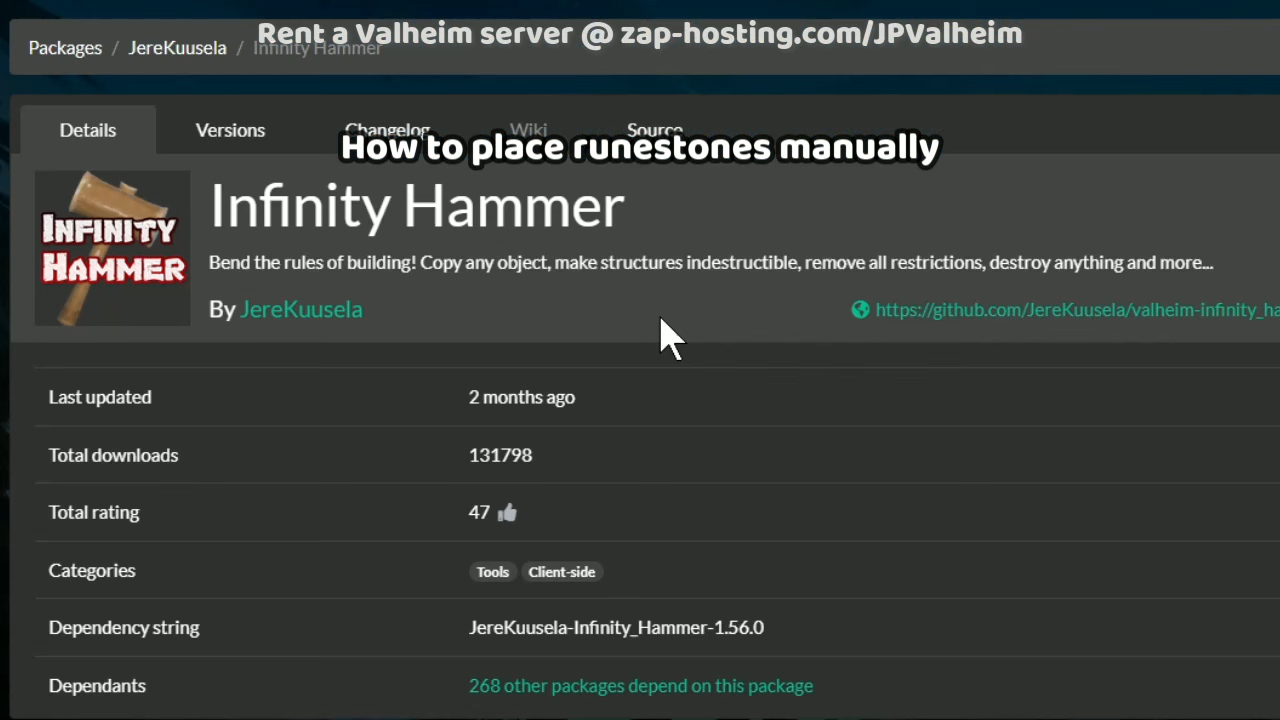 Rent a Valheim server @ zap-hosting.com/JPValheim
Packages / JereKuusela / Infinity Hammer
Details Versions Changelog Wiki Source
How to place runestones manually
INFINITY HAMMER
Infinity Hammer
Bend the rules of building! Copy any object, make structures indestructible, remove all restrictions, destroy anything and more...
By JereKuusela https://github.com/JereKuusela/valheim-infinity_ha
Last updated 2 months ago
Total downloads 131798
Total rating 47
Categories Tools Client-side
Dependency string JereKuusela-Infinity_Hammer-1.56.0
Dependants 268 other packages depend on this package